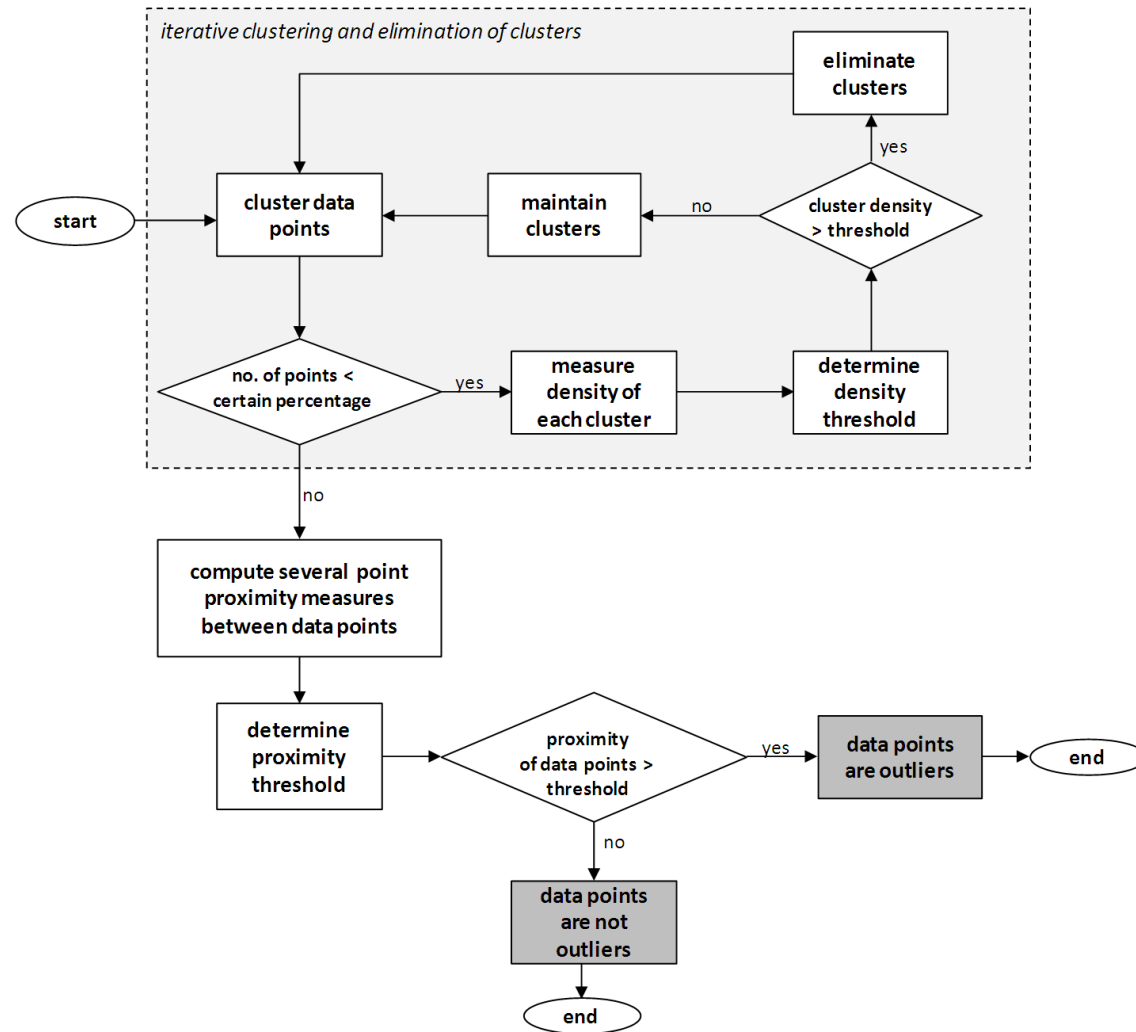 iterative clustering and elimination of clusters
eliminate
clusters
yes
start
cluster data
points
maintain
clusters
no
cluster density
> threshold
no. of points <
certain percentage
yes
measure
density of
each cluster
determine
density
threshold
no
compute several point
proximity measures
between data points
determine
proximity
threshold
proximity
of data points >
threshold
yes
data points
are outliers
end
no
data points
are not
outliers
end